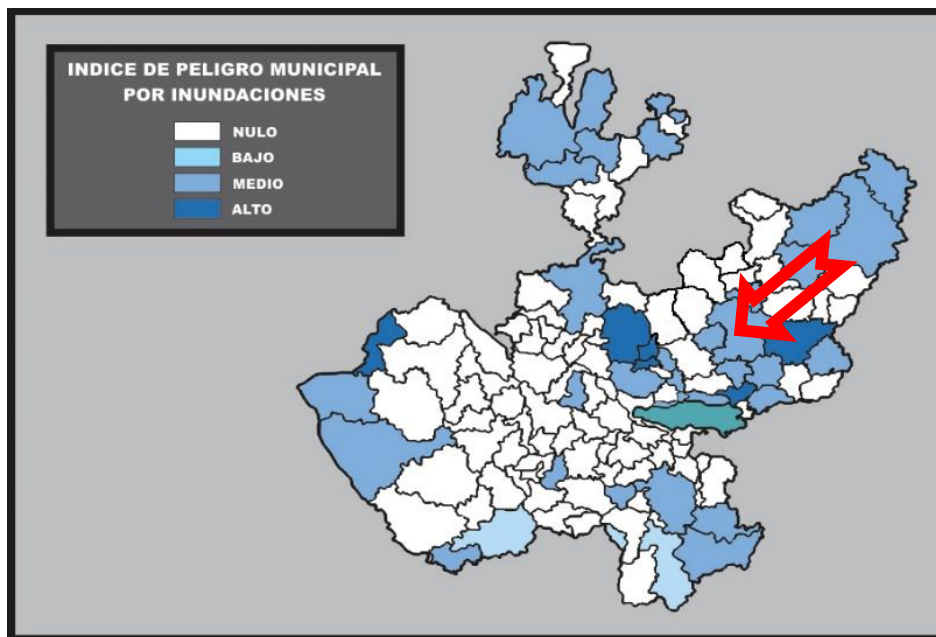 INDICE DE PELIGRO MUNICIPAL
POR INUNDACIONES
NULO
BAJO
MEDIO
ALTO